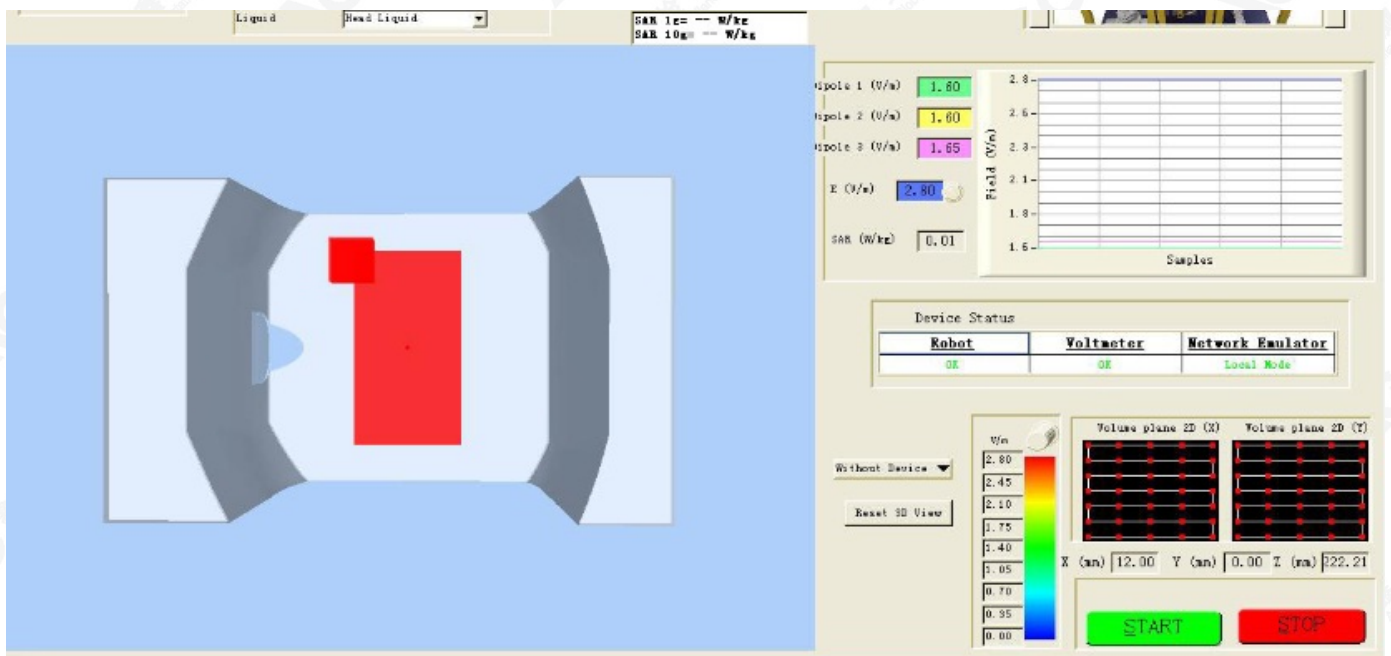 Liquid Head Liquid
SAR 1g= -- W/kg
SAR 10g= -- W/kg
ipole 1 (V/m) 1.60
ipole 2 (V/m) 1.60
ipole 3 (V/m) 1.65
E (V/m) 2.80
SAR (W/kg) 0.01
Field (V/m)
2.8
2.6
2.3
2.1
1.8
1.6
Samples
Device Status
Robot Voltmeter Network Emulator
OK OK Local Mode
Without Device
Reset 3D View
V/m
2.80
2.45
2.10
1.75
1.40
1.05
0.70
0.35
0.00
Volume plane 2D (X) Volume plane 2D (Y)
X (mm) 12.00 Y (mm) 0.00 Z (mm) 222.21
START STOP